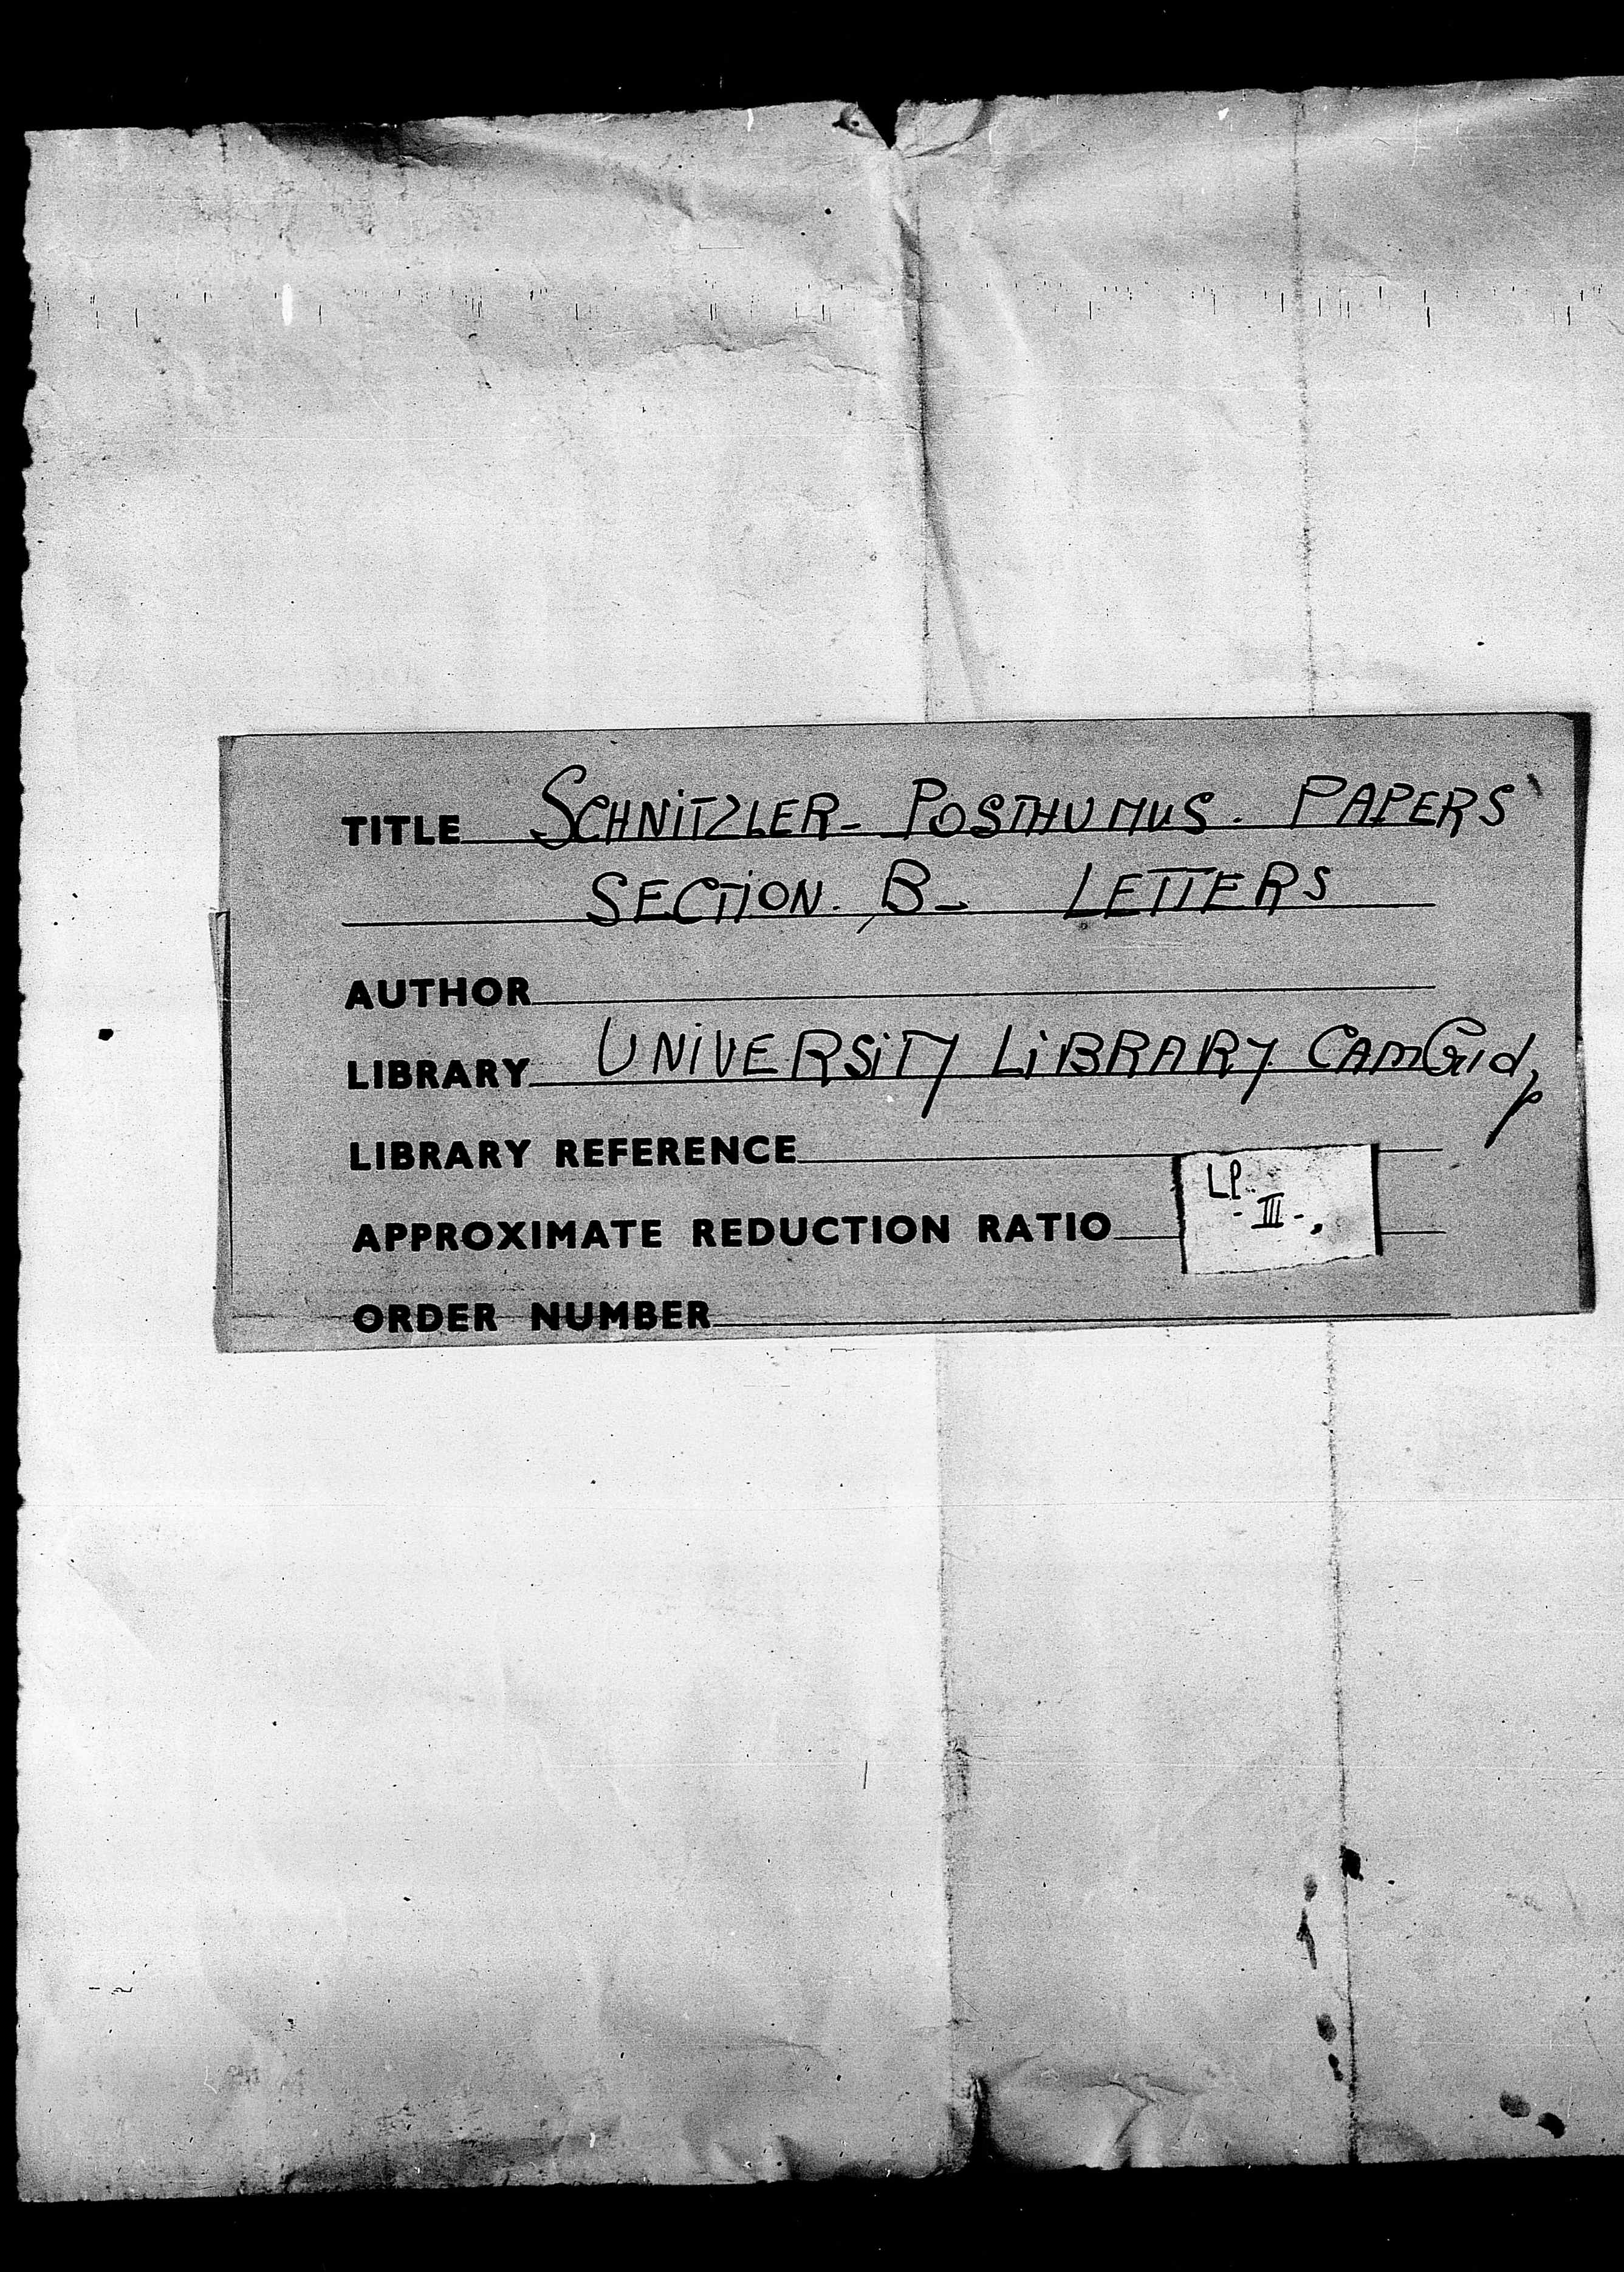 TITLE SCHNITZLER- POSTHUMUS. PAPERS
SECTION. B- LETTERS
AUTHOR
LIBRARY UNIVERSITY LIBRARY
LIBRARY REFERENCE
LP.
- III -.
APPROXIMATE REDUCTION RATIO
ORDER NUMBER